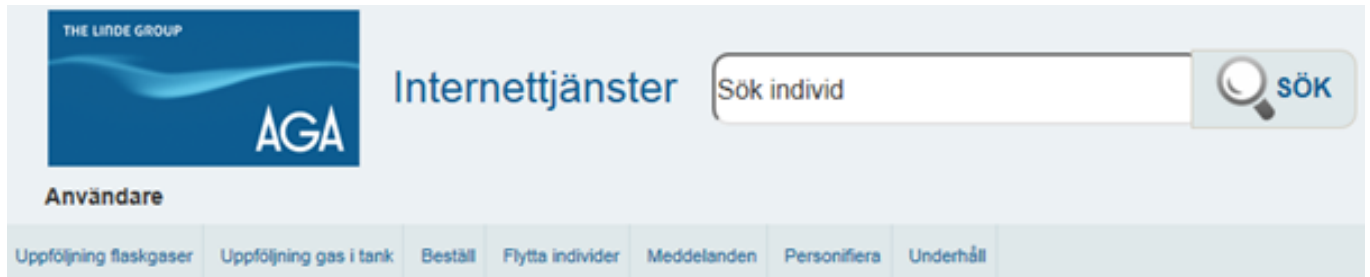 THE LINDE GROUP
AGA
Internettjänster
Sök individ
SÖK
Användare
Uppföljning flaskgaser Uppföljning gas i tank Beställ Flytta individer Meddelanden Personifiera Underhåll